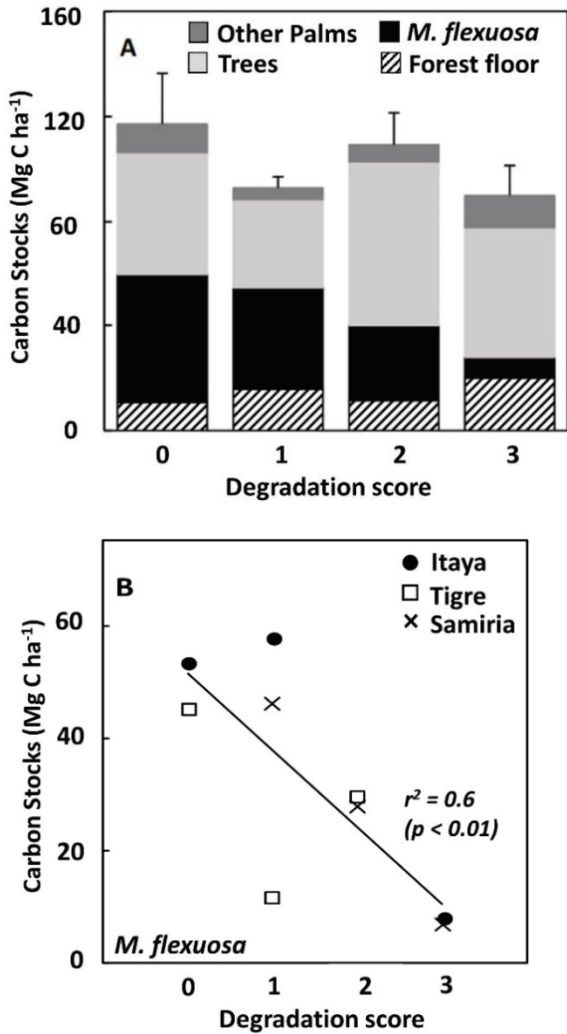 160
A
Other Palms
M. flexuosa
Trees
Forest floor
120
60
40
0
Carbon Stocks (Mg C ha⁻¹)
0 1 2 3
Degradation score
B
Itaya
Tigre
Samiria
60
40
20
0
Carbon Stocks (Mg C ha⁻¹)
r² = 0.6
(p < 0.01)
M. flexuosa
0 1 2 3
Degradation score